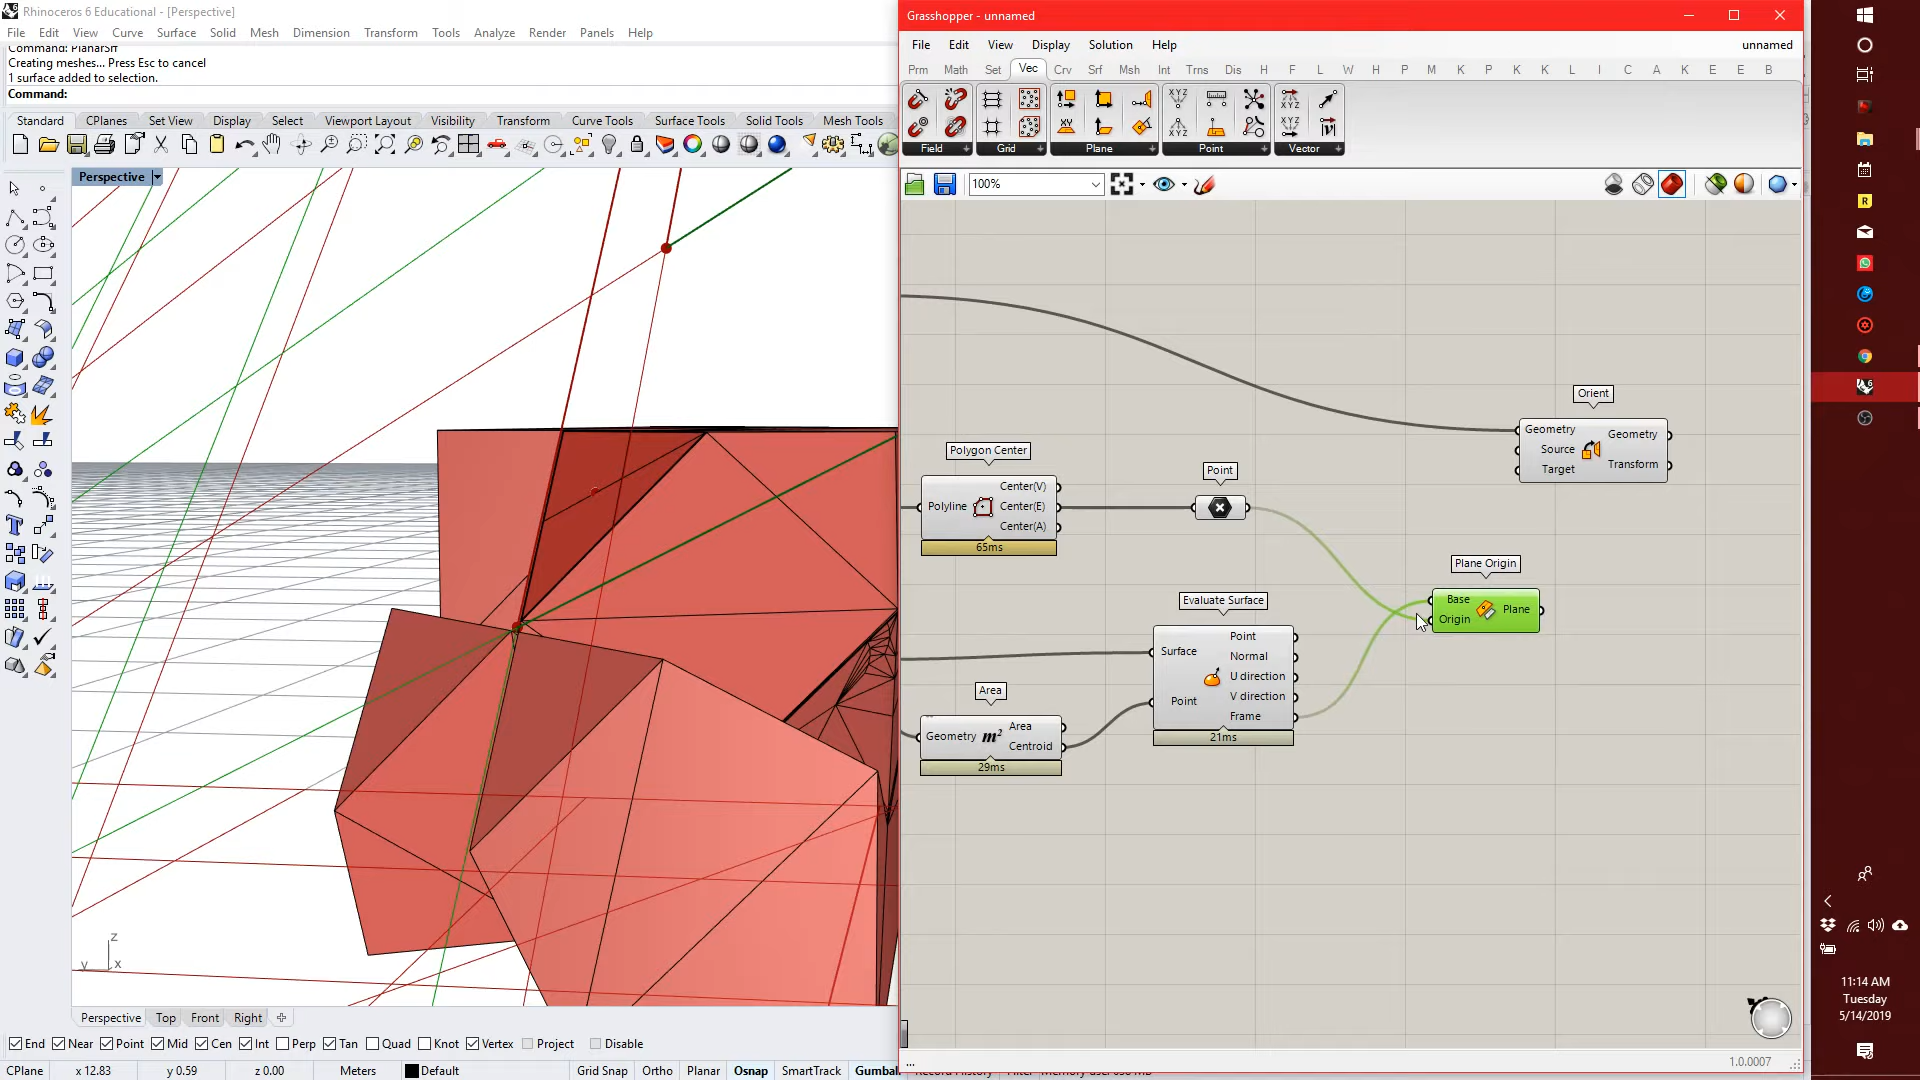 Rhinoceros 6 Educational - [Perspective]
File Edit View Curve Surface Solid Mesh Dimension Transform Tools Analyze Render Panels Help
Command: PlanarSrf
Creating meshes... Press Esc to cancel
1 surface added to selection.
Command:
Standard CPlanes Set View Display Select Viewport Layout Visibility Transform Curve Tools Surface Tools Solid Tools Mesh Tools
Perspective
z
y x
Perspective Top Front Right
End Near Point Mid Cen Int Perp Tan Quad Knot Vertex Project Disable
CPlane x 12.83 y 0.59 z 0.00 Meters Default Grid Snap Ortho Planar Osnap SmartTrack Gumball
Grasshopper - unnamed
File Edit View Display Solution Help unnamed
Prm Math Set Vec Crv Srf Msh Int Trns Dis H F L W H P M K P K K L I C A K E E B
Field Grid Plane Point Vector
100%
Orient
Geometry Source Target Geometry Transform
Polygon Center
Polyline Center(V) Center(E) Center(A)
65ms
Point
Plane Origin
Base Origin Plane
Evaluate Surface
Surface Point Point Normal U direction V direction Frame
21ms
Area
Geometry m² Area Centroid
29ms
... 1.0.0007
11:14 AM
Tuesday
5/14/2019